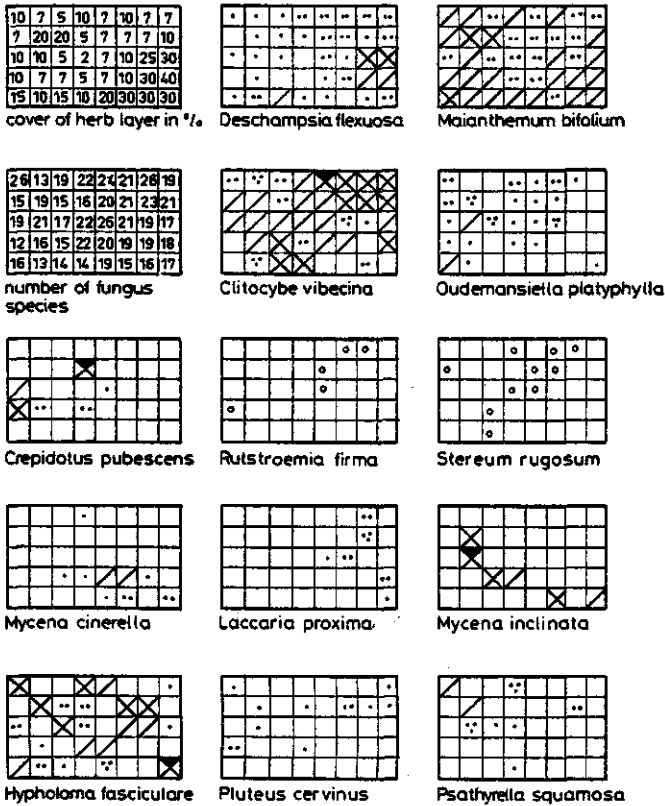 10 7 5 10 7 10 7 7
7 20 20 5 7 7 7 10
10 10 5 2 7 10 25 30
10 7 7 5 7 10 30 40
15 10 15 10 20 30 30 30
cover of herb layer in %
Deschampsia flexuosa
Maianthemum bifolium
26 13 19 22 21 28 19
15 19 15 16 20 21 23 21
19 21 17 22 26 21 19 17
12 16 15 22 20 19 19 18
16 13 14 14 19 15 16 17
number of fungus
species
Clitocybe vibecina
Oudemansiella platyphylla
Crepidotus pubescens
Rutstroemia firma
Stereum rugosum
Mycena cinerella
Laccaria proxima
Mycena inclinata
Hypholoma fasciculare
Pluteus cervinus
Psathyrella squamosa